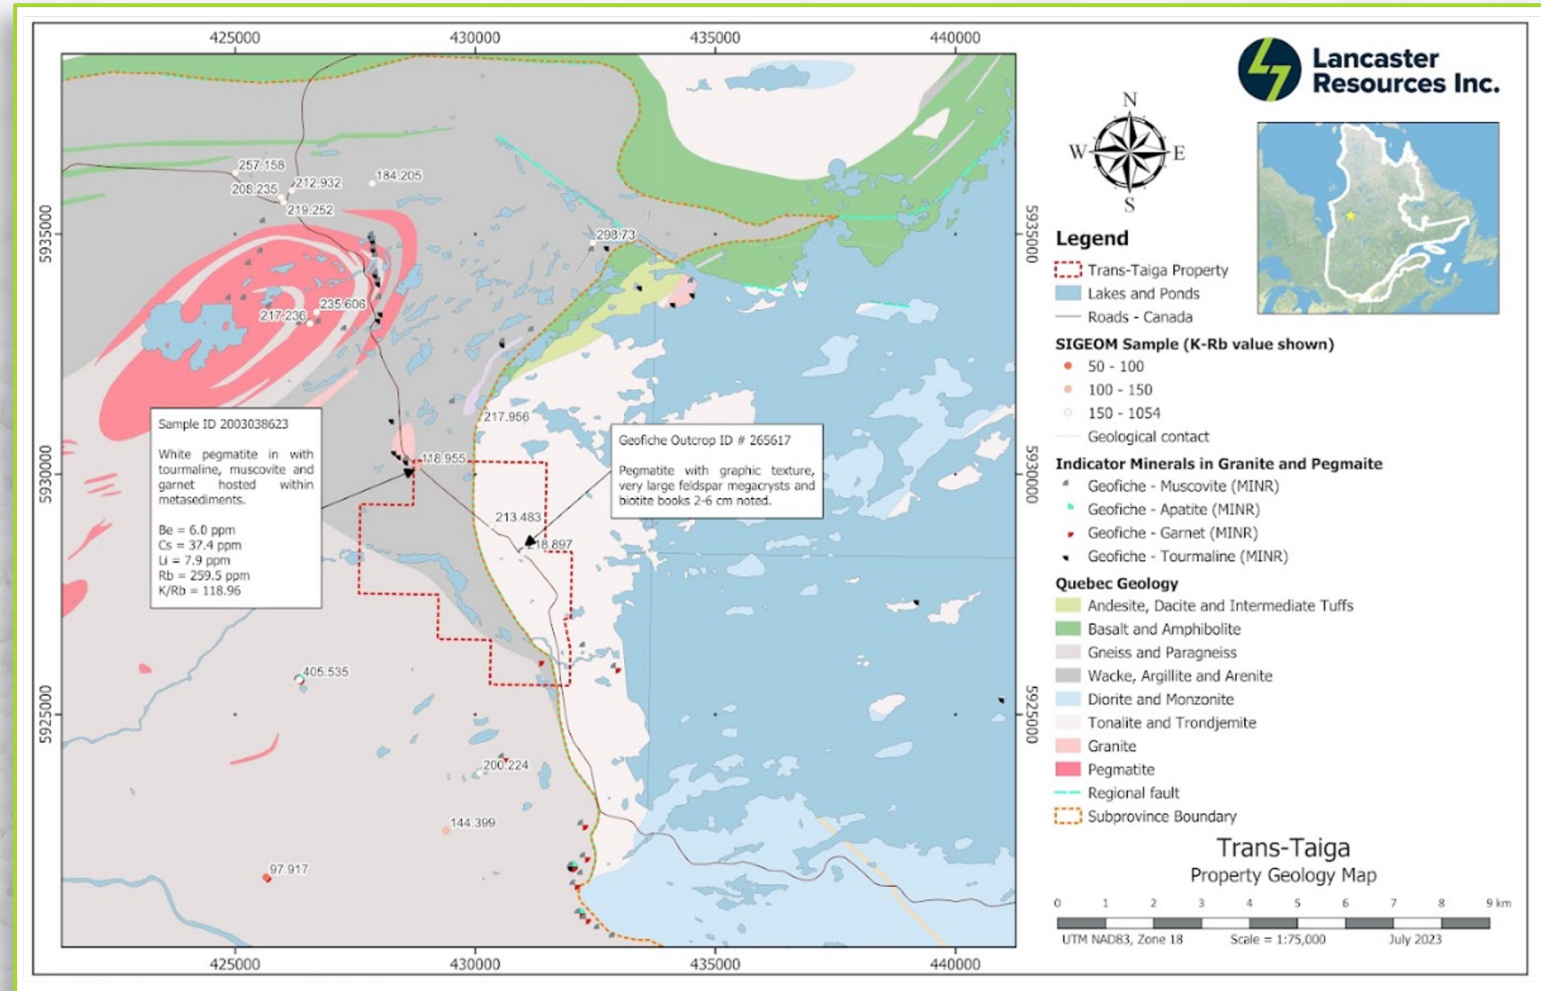 425000
430000
435000
440000
Lancaster
Resources Inc.
N
W
E
S
5935000
5930000
5925000
5935000
5930000
5925000
257.158
208.235
212.932
219.252
184.205
298.73
235.606
217.236
217.956
118.955
213.483
218.897
405.535
200.224
144.399
97.917
Sample ID 2003038623
White pegmatite in with
tourmaline, muscovite and
garnet hosted within
metasediments.
Be = 6.0 ppm
Cs = 37.4 ppm
Li = 7.9 ppm
Rb = 259.5 ppm
K/Rb = 118.96
Geofiche Outcrop ID # 265617
Pegmatite with graphic texture,
very large feldspar megacrysts and
biotite books 2-6 cm noted.
425000
430000
435000
440000
Legend
Trans-Taiga Property
Lakes and Ponds
Roads - Canada
SIGEOM Sample (K-Rb value shown)
50 - 100
100 - 150
150 - 1054
Geological contact
Indicator Minerals in Granite and Pegmaite
Geofiche - Muscovite (MINR)
Geofiche - Apatite (MINR)
Geofiche - Garnet (MINR)
Geofiche - Tourmaline (MINR)
Quebec Geology
Andesite, Dacite and Intermediate Tuffs
Basalt and Amphibolite
Gneiss and Paragneiss
Wacke, Argillite and Arenite
Diorite and Monzonite
Tonalite and Trondjemite
Granite
Pegmatite
Regional fault
Subprovince Boundary
Trans-Taiga
Property Geology Map
0 1 2 3 4 5 6 7 8 9 km
UTM NAD83, Zone 18 Scale = 1:75,000 July 2023